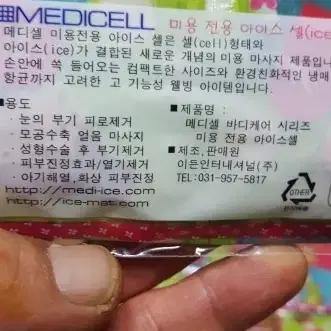 MEDICELL
미용 전용 아이스 셀(ice
메디셀 미용전용 아이스 셀은 셀(cell)형태와
아이스(ice)가 결합된 새로운 개념의 미용 마사지 제품입니
손안에 쏙 들어오는 컴팩트한 사이즈와 환경친화적인 냉매
항균까지 고려한 고 기능성 웰빙 아이템입니다.
■용도
· 눈의 부기 피로제거
· 모공수축 얼음 마사지
· 성형수술 후 부기제거
· 피부진정효과/열기제거
· 아기해열,화상 피부진정
http://medi-ice.com
http://ice-mat.com
■제품명 :
메디셀 바디케어 시리즈
미용 전용 아이스셀
■제조,판매원
이든인터내셔널(주)
TEL:031-957-5817
OTHER